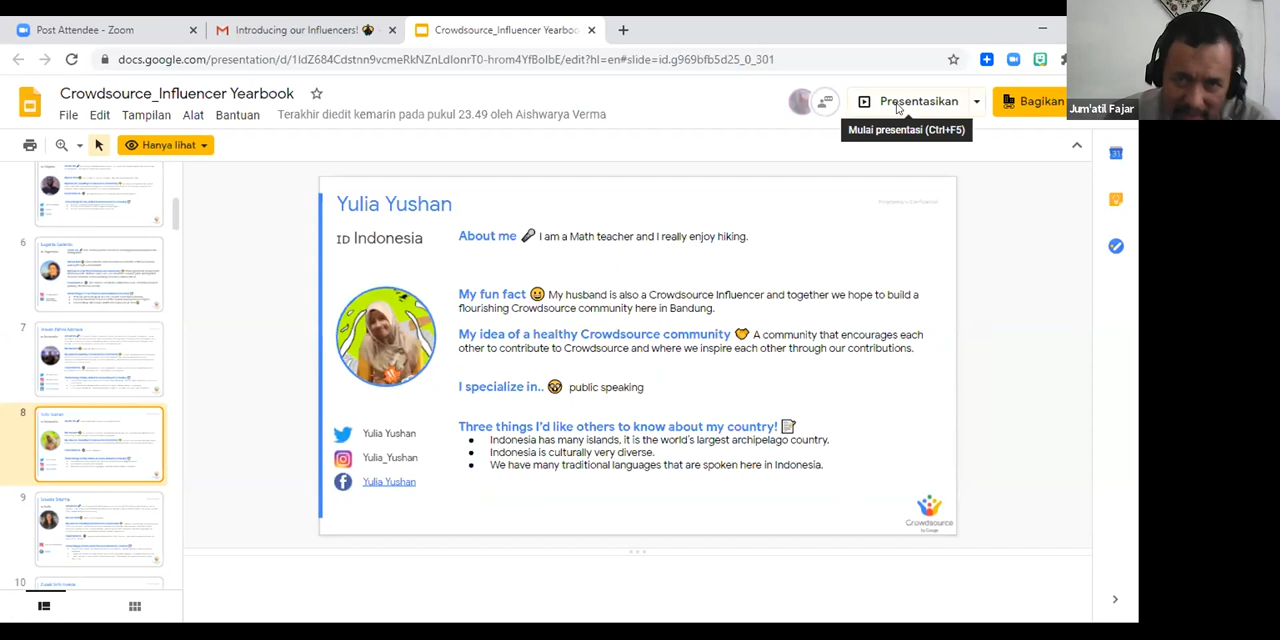 Post Attendee - Zoom
Introducing our Influencers!
Crowdsource_Influencer Yearboo
docs.google.com/presentation/d/1IdZ684Cdstnn9vcmeRkNZnLdIonrT0-hrom4YfBoIbE/edit?hl=en#slide=id.g969bfb5d25_0_301
Crowdsource_Influencer Yearbook
File Edit Tampilan Alat Bantuan
Terakhir diedit kemarin pada pukul 23.49 oleh Aishwarya Verma
Presentasikan
Bagikan
Mulai presentasi (Ctrl+F5)
Jum'atil Fajar
Hanya lihat
6
7
8
Yulia Yushan
9
10
Yulia Yushan
ID Indonesia
About me I am a Math teacher and I really enjoy hiking.
My fun fact My husband is also a Crowdsource Influencer and together we hope to build a
flourishing Crowdsource community here in Bandung.
My idea of a healthy Crowdsource community A community that encourages each
other to contribute to Crowdsource and where we inspire each other through our contributions.
I specialize in.. public speaking
Three things I'd like others to know about my country!
Indonesia has many islands, it is the world's largest archipelago country.
Indonesia is culturally very diverse.
We have many traditional languages that are spoken here in Indonesia.
Yulia Yushan
Yulia_Yushan
Yulia Yushan
Crowdsource
by Google